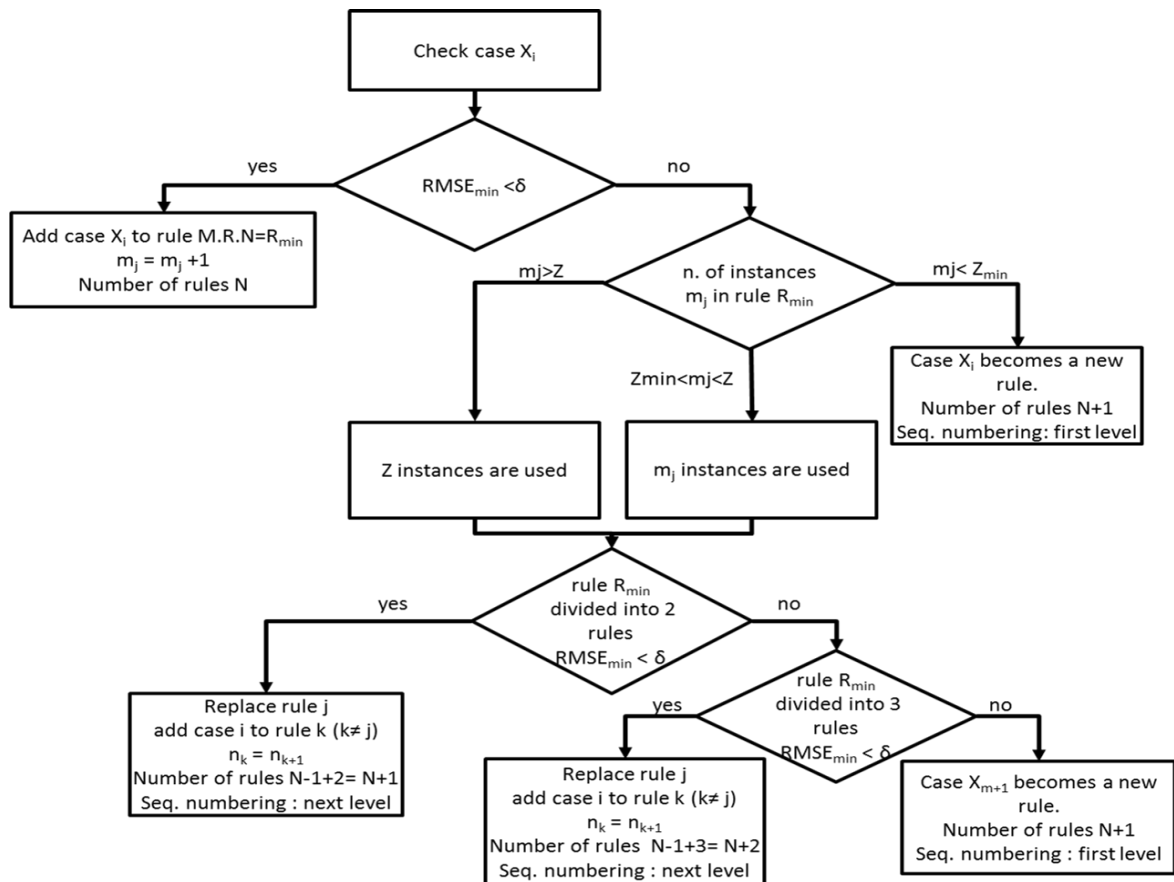 Check case Xᵢ
yes
RMSEₘᵢₙ <δ
no
Add case Xᵢ to rule M.R.N=Rₘᵢₙ
mⱼ = mⱼ +1
Number of rules N
mj>Z
n. of instances
mⱼ in rule Rₘᵢₙ
mj< Zₘᵢₙ
Zmin<mj<Z
Case Xᵢ becomes a new
rule.
Number of rules N+1
Seq. numbering: first level
Z instances are used
mⱼ instances are used
yes
rule Rₘᵢₙ
divided into 2
rules
RMSEₘᵢₙ < δ
no
Replace rule j
add case i to rule k (k≠ j)
nₖ = nₖ₊₁
Number of rules N-1+2= N+1
Seq. numbering : next level
yes
rule Rₘᵢₙ
divided into 3
rules
RMSEₘᵢₙ < δ
no
Replace rule j
add case i to rule k (k≠ j)
nₖ = nₖ₊₁
Number of rules N-1+3= N+2
Seq. numbering : next level
Case Xₘ₊₁ becomes a new
rule.
Number of rules N+1
Seq. numbering : first level